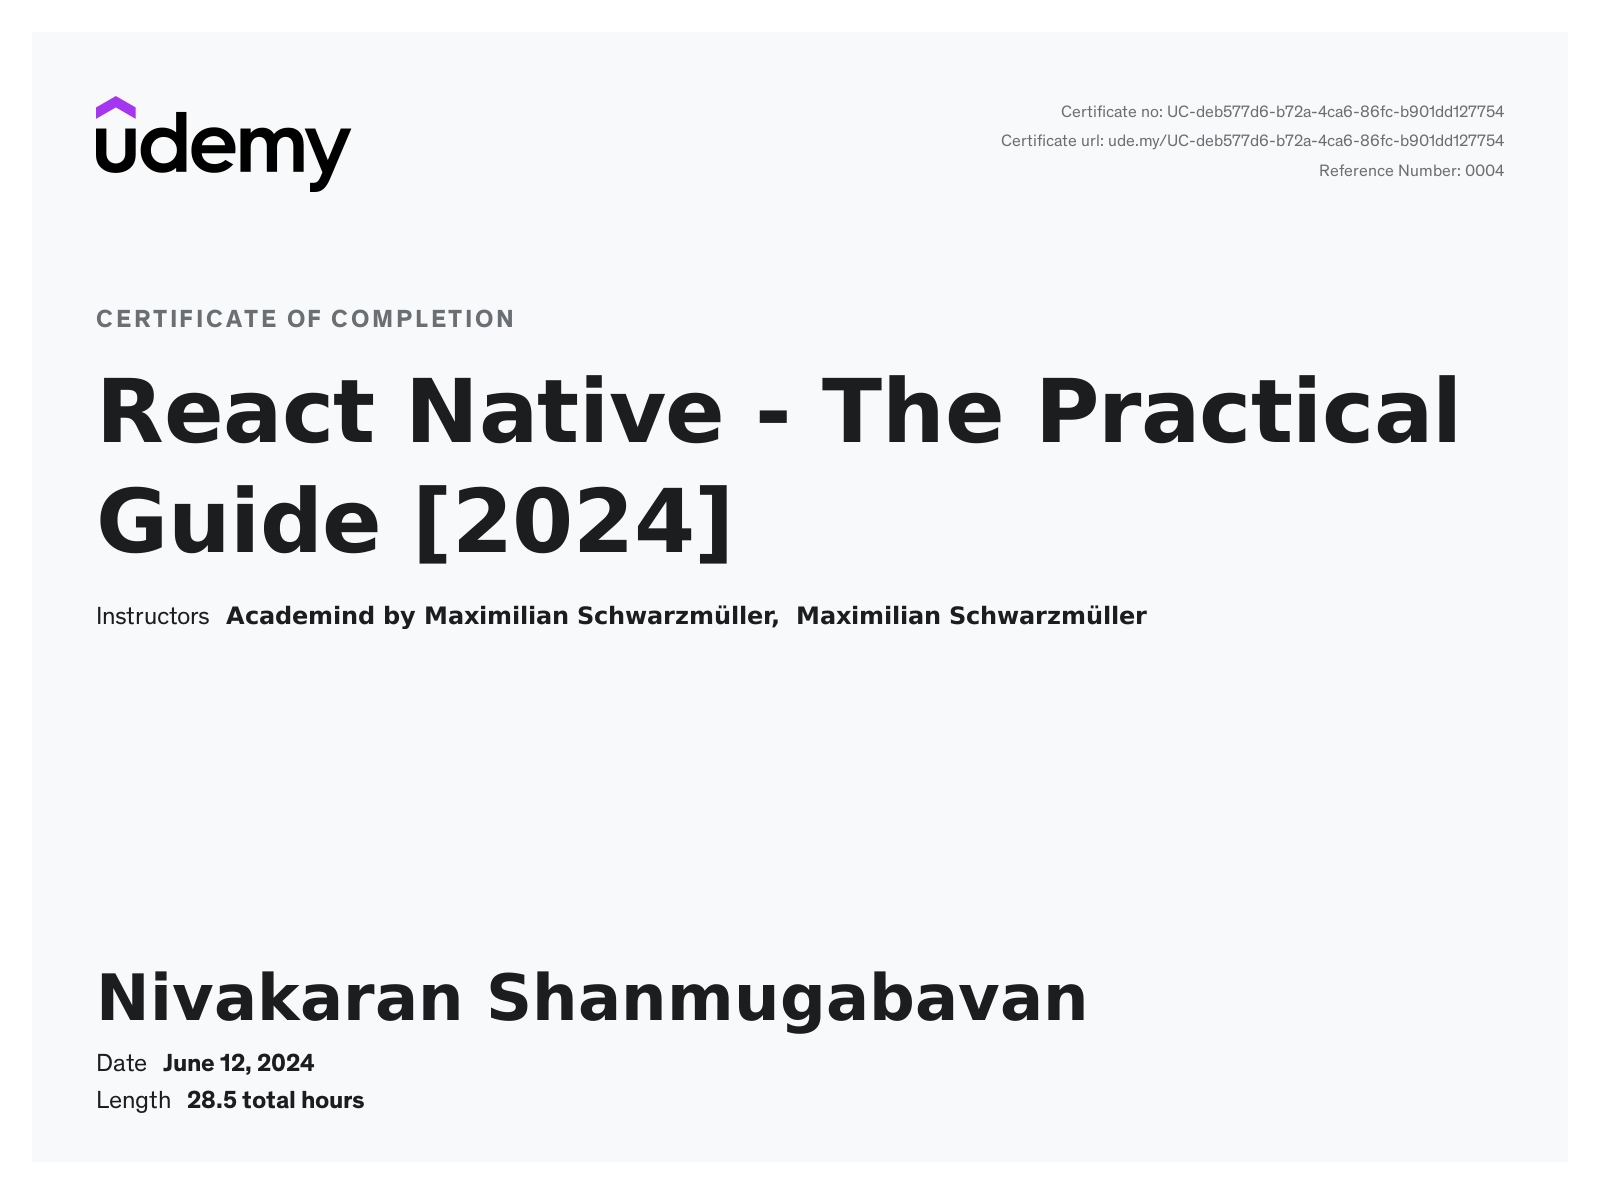 udemy
Certificate no: UC-deb577d6-b72a-4ca6-86fc-b901dd127754
Certificate url: ude.my/UC-deb577d6-b72a-4ca6-86fc-b901dd127754
Reference Number: 0004
CERTIFICATE OF COMPLETION
React Native - The Practical
Guide [2024]
Instructors Academind by Maximilian Schwarzmüller, Maximilian Schwarzmüller
Nivakaran Shanmugabavan
Date June 12, 2024
Length 28.5 total hours